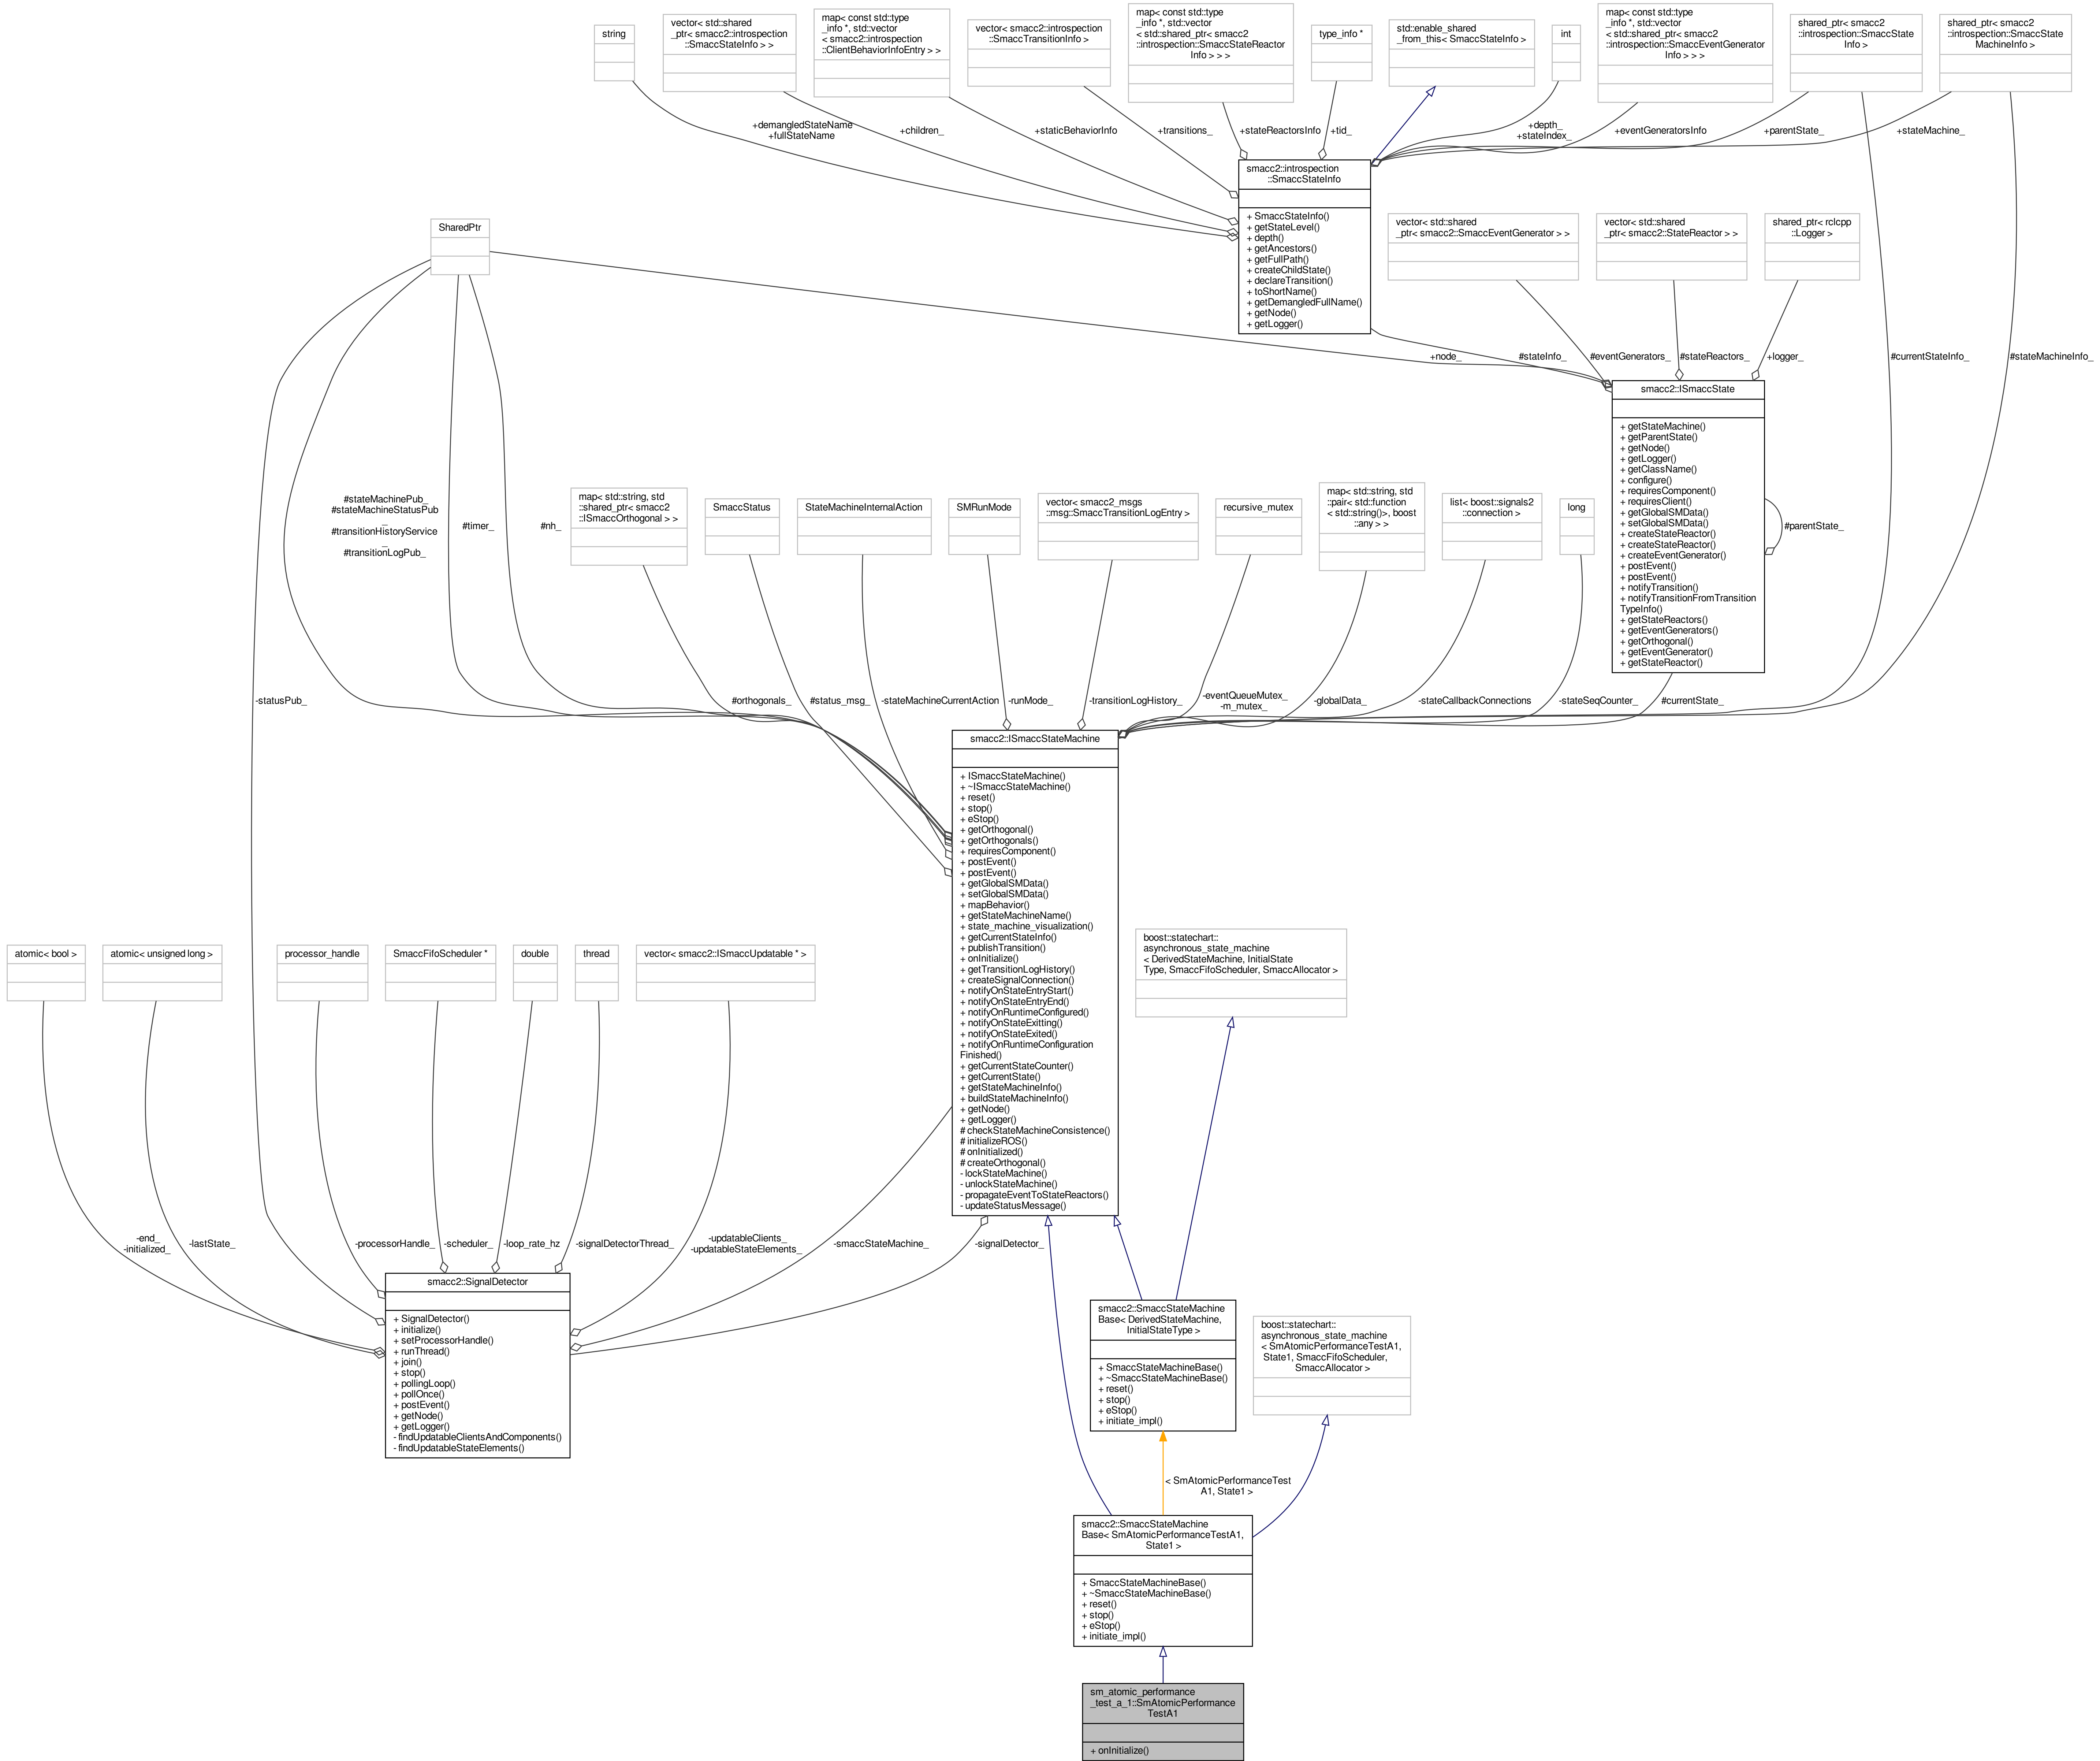 string
vector< std::shared
_ptr< smacc2::introspection
::SmaccStateInfo > >
map< const std::type
_info *, std::vector
< smacc2::introspection
::ClientBehaviorInfoEntry > >
vector< smacc2::introspection
::SmaccTransitionInfo >
map< const std::type
_info *, std::vector
< std::shared_ptr< smacc2
::introspection::SmaccStateReactor
Info > > >
type_info *
std::enable_shared
_from_this< SmaccStateInfo >
int
map< const std::type
_info *, std::vector
< std::shared_ptr< smacc2
::introspection::SmaccEventGenerator
Info > > >
shared_ptr< smacc2
::introspection::SmaccState
Info >
shared_ptr< smacc2
::introspection::SmaccState
MachineInfo >
+demangledStateName
+fullStateName
+children_
+staticBehaviorInfo
+transitions_
+stateReactorsInfo
+tid_
+depth_
+stateIndex_
+eventGeneratorsInfo
+parentState_
+stateMachine_
smacc2::introspection
::SmaccStateInfo
+ SmaccStateInfo()
+ getStateLevel()
+ depth()
+ getAncestors()
+ getFullPath()
+ createChildState()
+ declareTransition()
+ toShortName()
+ getDemangledFullName()
+ getNode()
+ getLogger()
SharedPtr
vector< std::shared
_ptr< smacc2::SmaccEventGenerator > >
vector< std::shared
_ptr< smacc2::StateReactor > >
shared_ptr< rclcpp
::Logger >
+node_
#stateInfo_
#eventGenerators_
#stateReactors_
+logger_
#currentStateInfo_
#stateMachineInfo_
smacc2::ISmaccState
+ getStateMachine()
+ getParentState()
+ getNode()
+ getLogger()
+ getClassName()
+ configure()
+ requiresComponent()
+ requiresClient()
+ getGlobalSMData()
+ setGlobalSMData()
+ createStateReactor()
+ createStateReactor()
+ createEventGenerator()
+ postEvent()
+ postEvent()
+ notifyTransition()
+ notifyTransitionFromTransition
TypeInfo()
+ getStateReactors()
+ getEventGenerators()
+ getOrthogonal()
+ getEventGenerator()
+ getStateReactor()
#parentState_
#stateMachinePub_
#stateMachineStatusPub
_
#transitionHistoryService
_
#transitionLogPub_
#timer_
#nh_
map< std::string, std
::shared_ptr< smacc2
::ISmaccOrthogonal > >
SmaccStatus
StateMachineInternalAction
SMRunMode
vector< smacc2_msgs
::msg::SmaccTransitionLogEntry >
recursive_mutex
map< std::string, std
::pair< std::function
< std::string()>, boost
::any > >
list< boost::signals2
::connection >
long
-statusPub_
#orthogonals_
#status_msg_
-stateMachineCurrentAction
-runMode_
-transitionLogHistory_
-eventQueueMutex_
-m_mutex_
-globalData_
-stateCallbackConnections
-stateSeqCounter_
#currentState_
smacc2::ISmaccStateMachine
+ ISmaccStateMachine()
+ ~ISmaccStateMachine()
+ reset()
+ stop()
+ eStop()
+ getOrthogonal()
+ getOrthogonals()
+ requiresComponent()
+ postEvent()
+ postEvent()
+ getGlobalSMData()
+ setGlobalSMData()
+ mapBehavior()
+ getStateMachineName()
+ state_machine_visualization()
+ getCurrentStateInfo()
+ publishTransition()
+ onInitialize()
+ getTransitionLogHistory()
+ createSignalConnection()
+ notifyOnStateEntryStart()
+ notifyOnStateEntryEnd()
+ notifyOnRuntimeConfigured()
+ notifyOnStateExitting()
+ notifyOnStateExited()
+ notifyOnRuntimeConfiguration
Finished()
+ getCurrentStateCounter()
+ getCurrentState()
+ getStateMachineInfo()
+ buildStateMachineInfo()
+ getNode()
+ getLogger()
# checkStateMachineConsistence()
# initializeROS()
# onInitialized()
# createOrthogonal()
- lockStateMachine()
- unlockStateMachine()
- propagateEventToStateReactors()
- updateStatusMessage()
atomic< bool >
atomic< unsigned long >
processor_handle
SmaccFifoScheduler *
double
thread
vector< smacc2::ISmaccUpdatable * >
boost::statechart::
asynchronous_state_machine
< DerivedStateMachine, InitialState
Type, SmaccFifoScheduler, SmaccAllocator >
-end_
-initialized_
-lastState_
-processorHandle_
-scheduler_
-loop_rate_hz
-signalDetectorThread_
-updatableClients_
-updatableStateElements_
-smaccStateMachine_
-signalDetector_
smacc2::SignalDetector
+ SignalDetector()
+ initialize()
+ setProcessorHandle()
+ runThread()
+ join()
+ stop()
+ pollingLoop()
+ pollOnce()
+ postEvent()
+ getNode()
+ getLogger()
- findUpdatableClientsAndComponents()
- findUpdatableStateElements()
smacc2::SmaccStateMachine
Base< DerivedStateMachine,
InitialStateType >
+ SmaccStateMachineBase()
+ ~SmaccStateMachineBase()
+ reset()
+ stop()
+ eStop()
+ initiate_impl()
boost::statechart::
asynchronous_state_machine
< SmAtomicPerformanceTestA1,
State1, SmaccFifoScheduler,
SmaccAllocator >
< SmAtomicPerformanceTest
A1, State1 >
smacc2::SmaccStateMachine
Base< SmAtomicPerformanceTestA1,
State1 >
+ SmaccStateMachineBase()
+ ~SmaccStateMachineBase()
+ reset()
+ stop()
+ eStop()
+ initiate_impl()
sm_atomic_performance
_test_a_1::SmAtomicPerformance
TestA1
+ onInitialize()